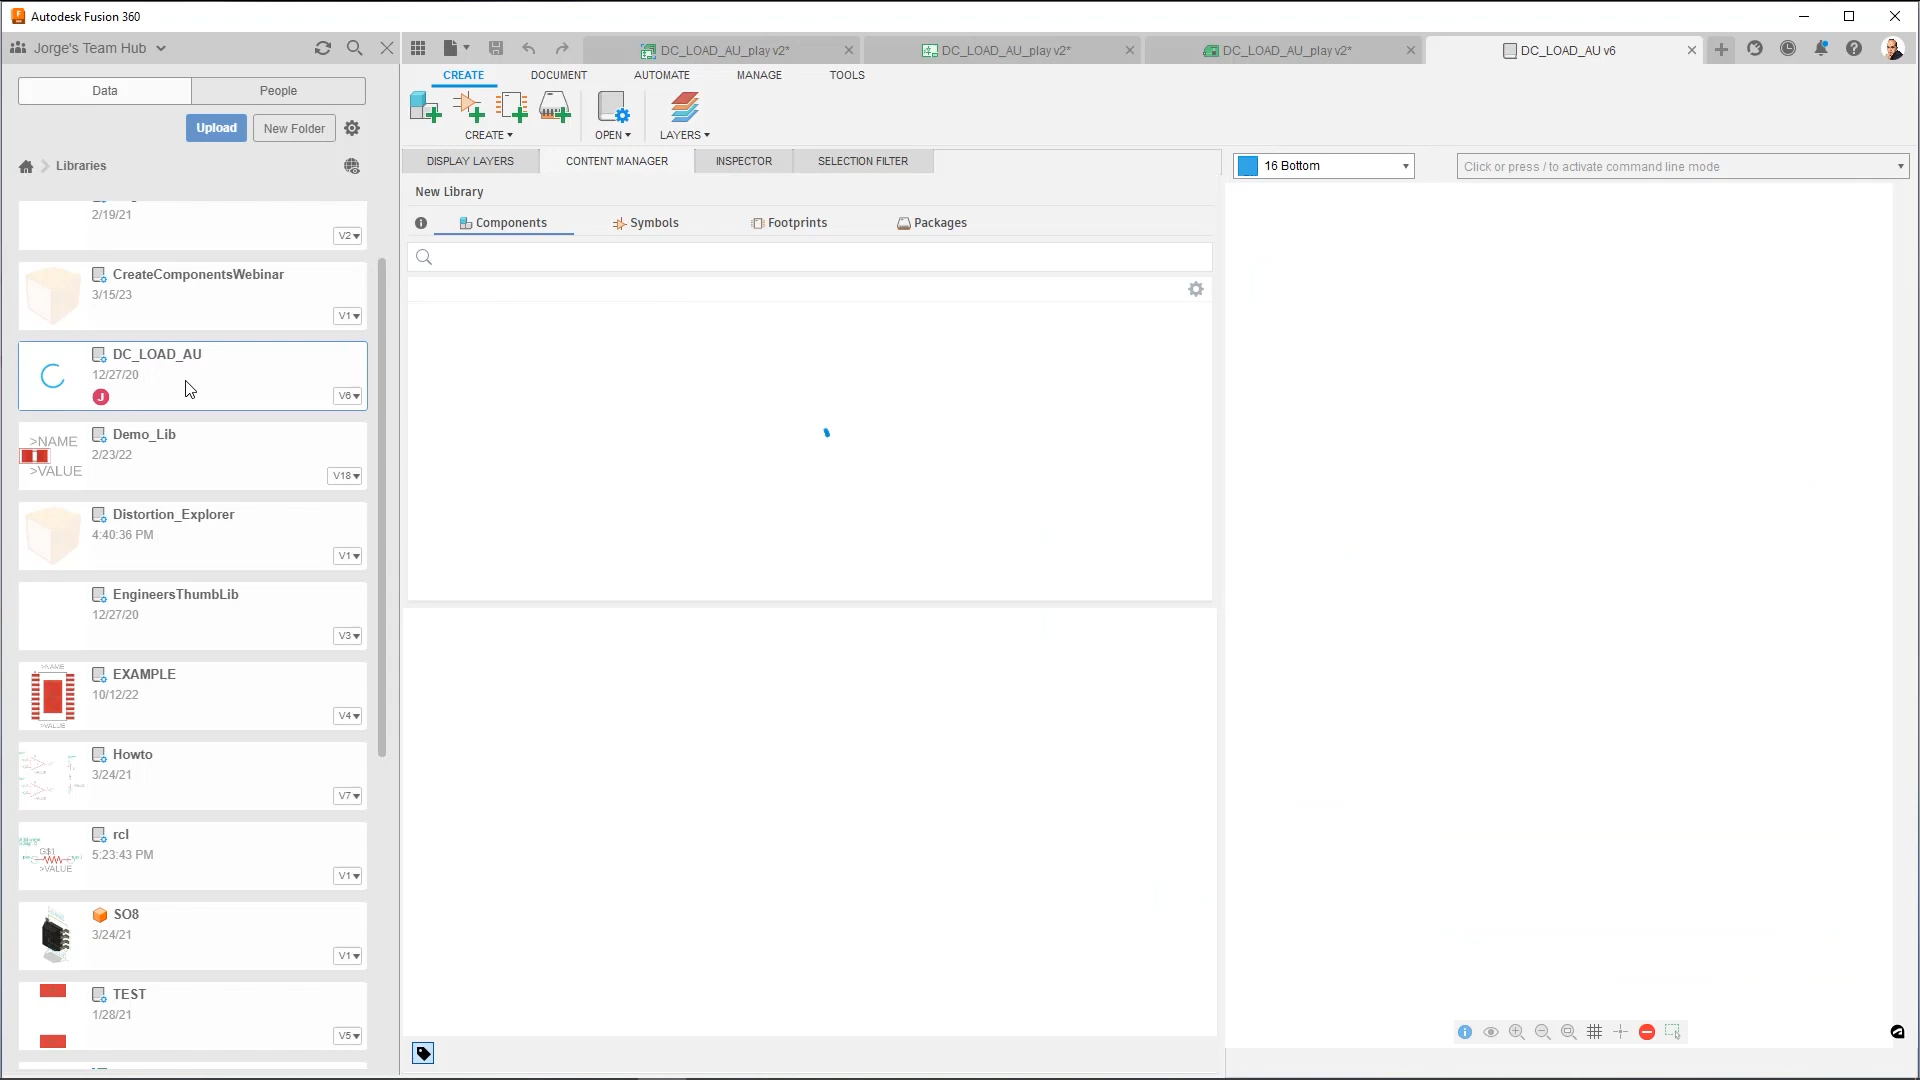 Autodesk Fusion 360
Jorge's Team Hub
DC_LOAD_AU_play v2*
DC_LOAD_AU_play v2*
DC_LOAD_AU_play v2*
DC_LOAD_AU v6
CREATE
DOCUMENT
AUTOMATE
MANAGE
TOOLS
Data
People
Upload
New Folder
CREATE
OPEN
LAYERS
Libraries
DISPLAY LAYERS
CONTENT MANAGER
INSPECTOR
SELECTION FILTER
16 Bottom
Click or press / to activate command line mode
New Library
Components
Symbols
Footprints
Packages
2/19/21
V2
CreateComponentsWebinar
3/15/23
V1
DC_LOAD_AU
12/27/20
J
V6
>NAME
>VALUE
Demo_Lib
2/23/22
V18
Distortion_Explorer
4:40:36 PM
V1
EngineersThumbLib
12/27/20
V3
>NAME
>VALUE
EXAMPLE
10/12/22
V4
Howto
3/24/21
V7
>VALUE
rcl
5:23:43 PM
V1
SO8
3/24/21
V1
TEST
1/28/21
V5